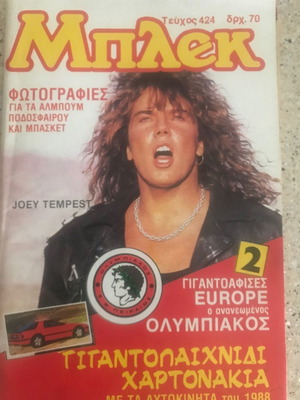 Τεύχος 424 δρχ. 70
Μπλεκ
ΦΩΤΟΓΡΑΦΙΕΣ
ΓΙΑ ΤΑ ΑΛΜΠΟΥΜ
ΠΟΔΟΣΦΑΙΡΟΥ
ΚΑΙ ΜΠΑΣΚΕΤ
JOEY TEMPEST
2
ΓΙΓΑΝΤΟΑΦΙΣΕΣ
EUROPE
ο ανανεωμένος
ΟΛΥΜΠΙΑΚΟΣ
ΓΙΓΑΝΤΟΠΑΙΧΝΙΔΙ
ΧΑΡΤΟΝΑΚΙΑ
ΜΕ ΤΑ ΑΥΤΟΚΙΝΗΤΑ του 1988